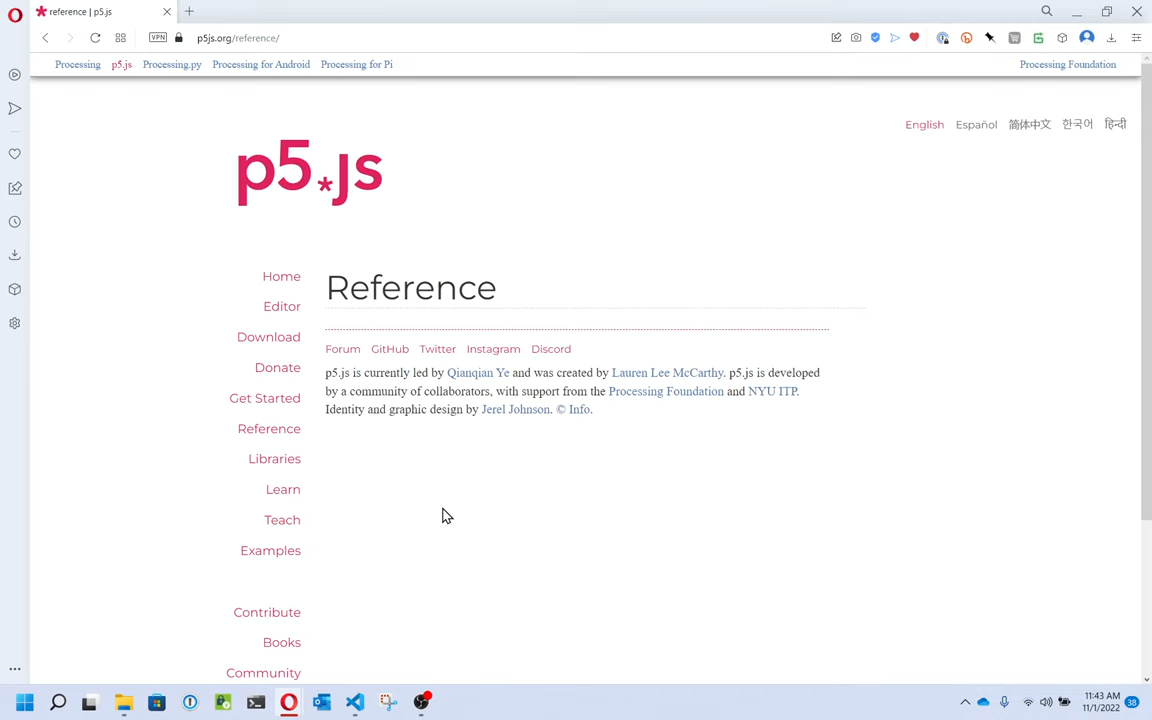 reference | p5.js
VPN
p5js.org/reference/
Processing p5.js Processing.py Processing for Android Processing for Pi Processing Foundation
English Español 简体中文 한국어 हिन्दी
p5*js
Home
Editor
Download
Donate
Get Started
Reference
Libraries
Learn
Teach
Examples
Contribute
Books
Community
Reference
Forum GitHub Twitter Instagram Discord
p5.js is currently led by Qianqian Ye and was created by Lauren Lee McCarthy. p5.js is developed
by a community of collaborators, with support from the Processing Foundation and NYU ITP.
Identity and graphic design by Jerel Johnson. © Info.
11:43 AM
11/1/2022
38